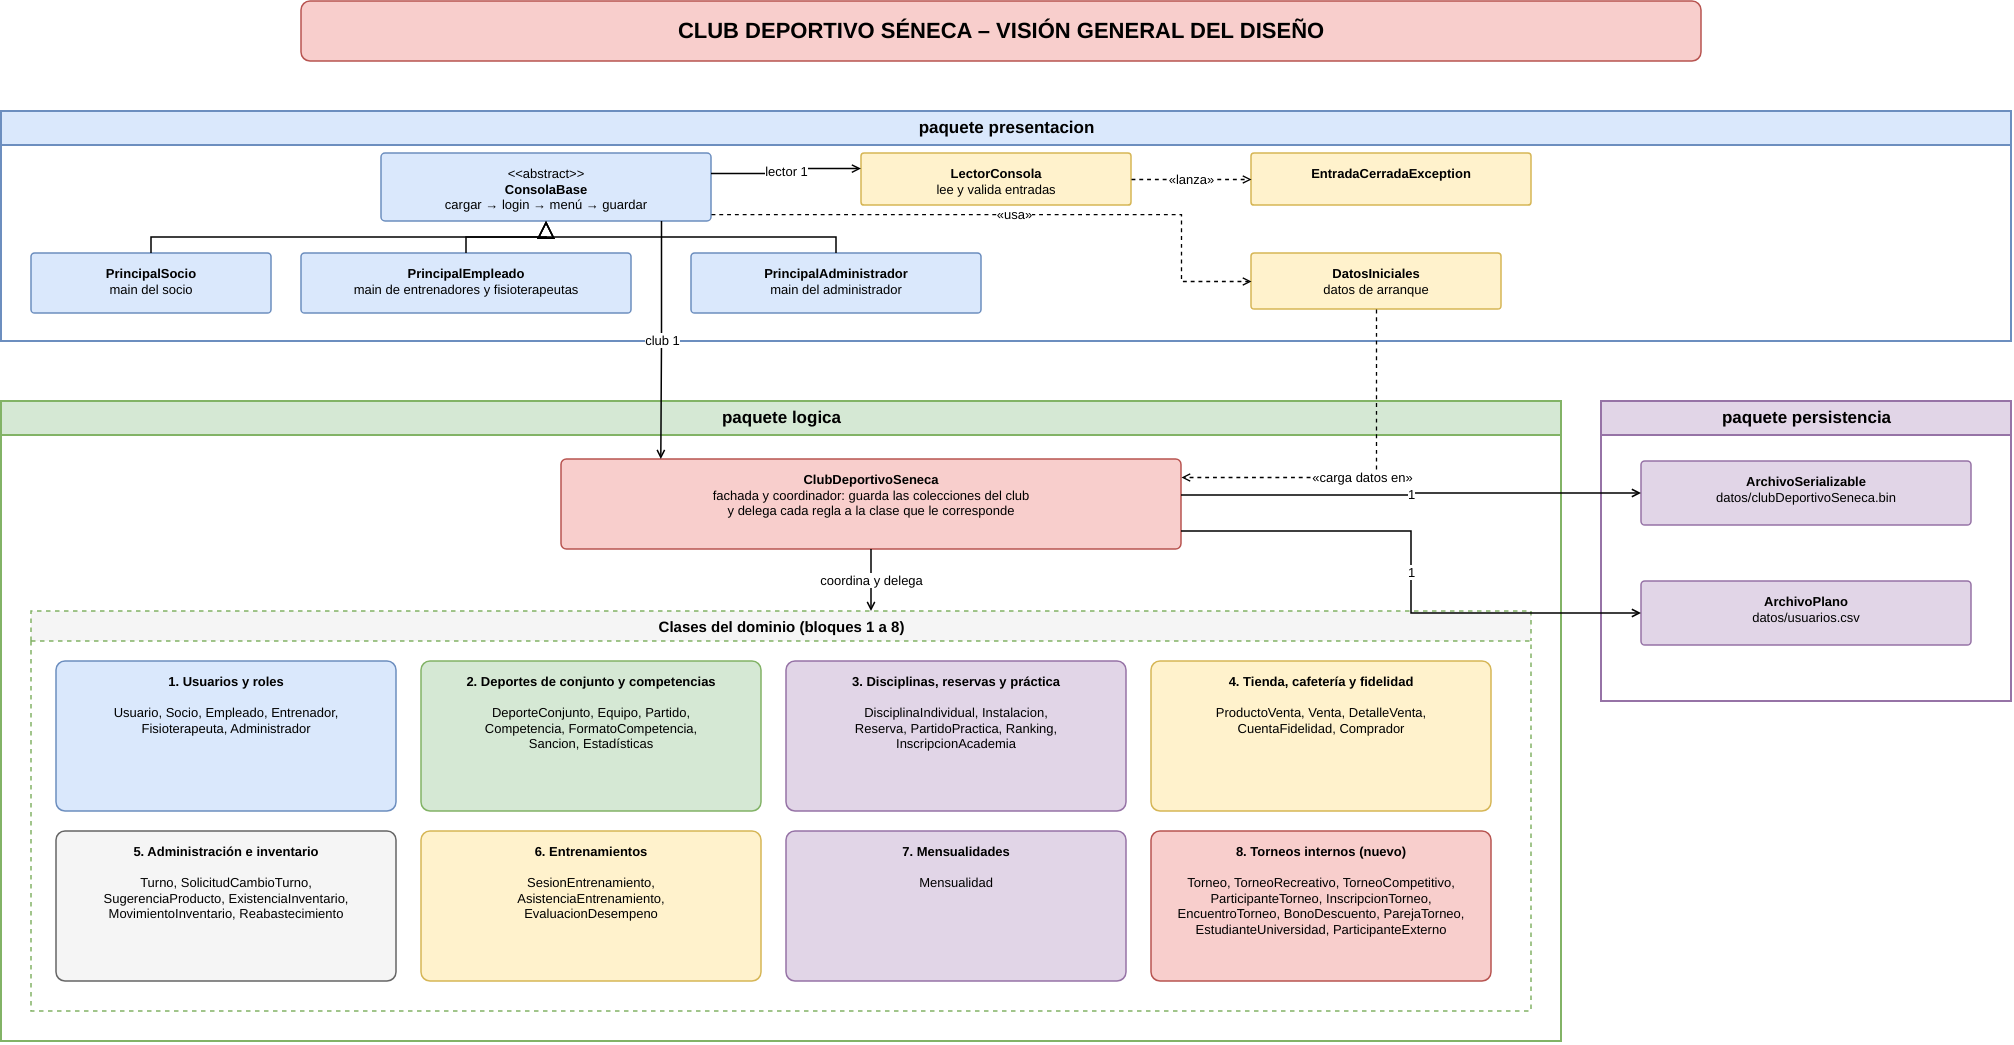 CLUB DEPORTIVO SÉNECA – VISIÓN GENERAL DEL DISEÑO
paquete presentacion
<<abstract>>
ConsolaBase
cargar → login → menú → guardar
lector 1
LectorConsola
lee y valida entradas
«lanza»
EntradaCerradaException
«usa»
PrincipalSocio
main del socio
PrincipalEmpleado
main de entrenadores y fisioterapeutas
PrincipalAdministrador
main del administrador
DatosIniciales
datos de arranque
club 1
paquete logica
paquete persistencia
ClubDeportivoSeneca
fachada y coordinador: guarda las colecciones del club
y delega cada regla a la clase que le corresponde
«carga datos en»
1
ArchivoSerializable
datos/clubDeportivoSeneca.bin
1
coordina y delega
ArchivoPlano
datos/usuarios.csv
Clases del dominio (bloques 1 a 8)
1. Usuarios y roles
Usuario, Socio, Empleado, Entrenador,
Fisioterapeuta, Administrador
2. Deportes de conjunto y competencias
DeporteConjunto, Equipo, Partido,
Competencia, FormatoCompetencia,
Sancion, Estadísticas
3. Disciplinas, reservas y práctica
DisciplinaIndividual, Instalacion,
Reserva, PartidoPractica, Ranking,
InscripcionAcademia
4. Tienda, cafetería y fidelidad
ProductoVenta, Venta, DetalleVenta,
CuentaFidelidad, Comprador
5. Administración e inventario
Turno, SolicitudCambioTurno,
SugerenciaProducto, ExistenciaInventario,
MovimientoInventario, Reabastecimiento
6. Entrenamientos
SesionEntrenamiento,
AsistenciaEntrenamiento,
EvaluacionDesempeno
7. Mensualidades
Mensualidad
8. Torneos internos (nuevo)
Torneo, TorneoRecreativo, TorneoCompetitivo,
ParticipanteTorneo, InscripcionTorneo,
EncuentroTorneo, BonoDescuento, ParejaTorneo,
EstudianteUniversidad, ParticipanteExterno